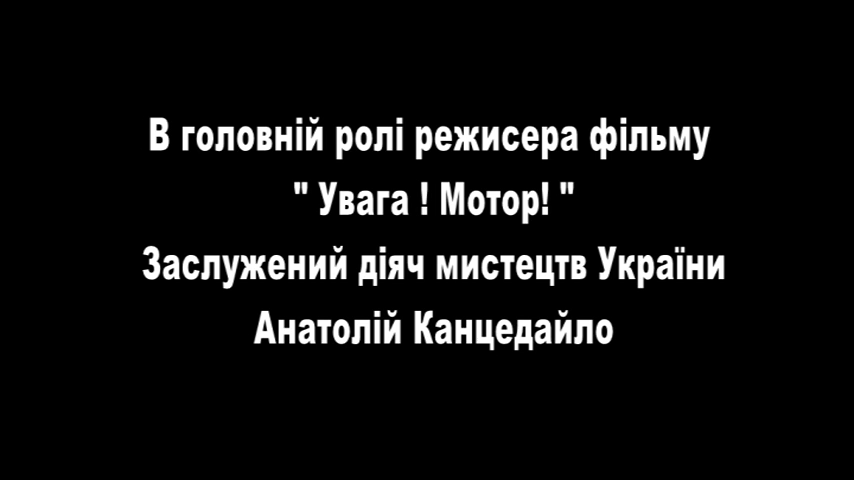 В головній ролі режисера фільму
" Увага ! Мотор! "
Заслужений діяч мистецтв України
Анатолій Канцедайло